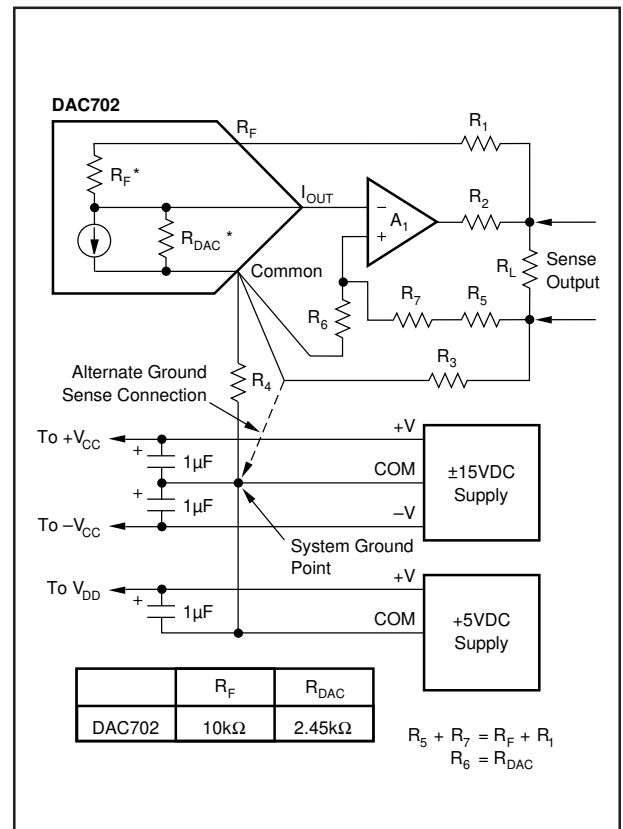 DAC702
R_F
R_1
R_F *
I_OUT
R_DAC *
−
A_1
+
R_2
R_L
Sense
Output
Common
R_6
R_7
R_5
R_3
R_4
Alternate Ground
Sense Connection
To +V_CC
+
1µF
+V
COM
±15VDC
Supply
+
1µF
To –V_CC
–V
System Ground
Point
To V_DD
+
1µF
+V
COM
+5VDC
Supply
R_F R_DAC
DAC702 10kΩ 2.45kΩ
R_5 + R_7 = R_F + R_1
R_6 = R_DAC